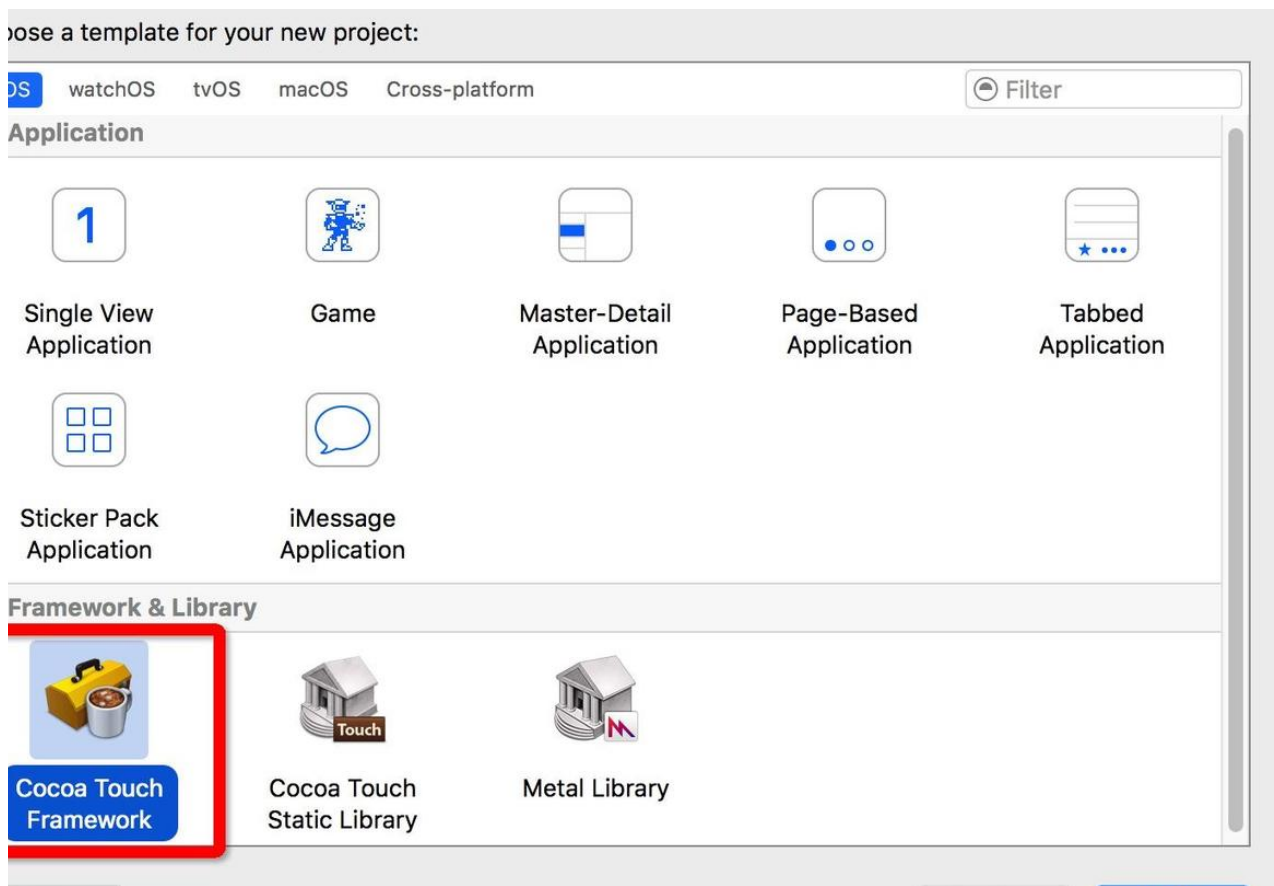 oose a template for your new project:
OS watchOS tvOS macOS Cross-platform Filter
Application
1
Single View Game Master-Detail Page-Based Tabbed
Application Application Application Application
Sticker Pack iMessage
Application Application
Framework & Library
Touch
Cocoa Touch Cocoa Touch Metal Library
Framework Static Library